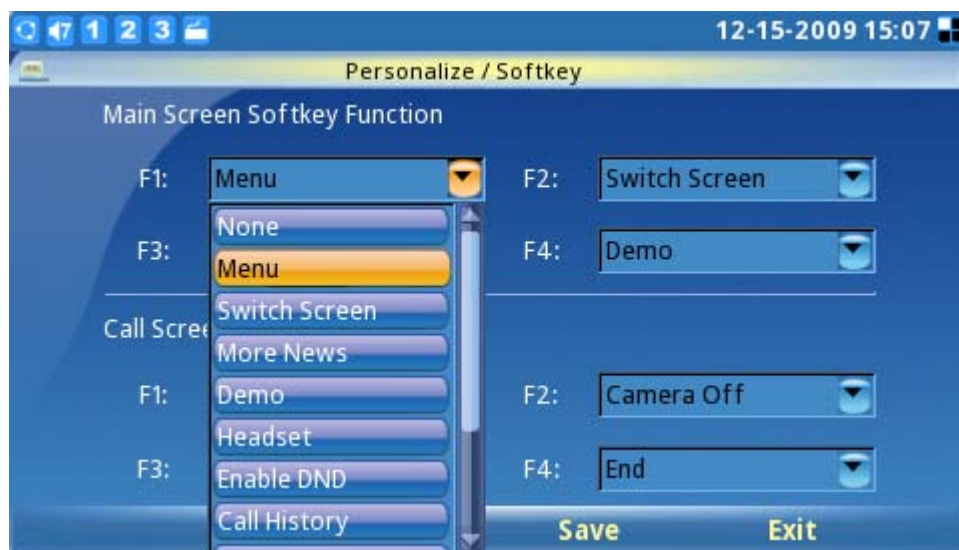 7 1 2 3 12-15-2009 15:07
Personalize / Softkey
Main Screen Softkey Function
F1: Menu F2: Switch Screen
None
F3: F4: Demo
Menu
Switch Screen
Call Scree
More News
F1: Demo F2: Camera Off
Headset
F3: Enable DND F4: End
Call History
Save Exit